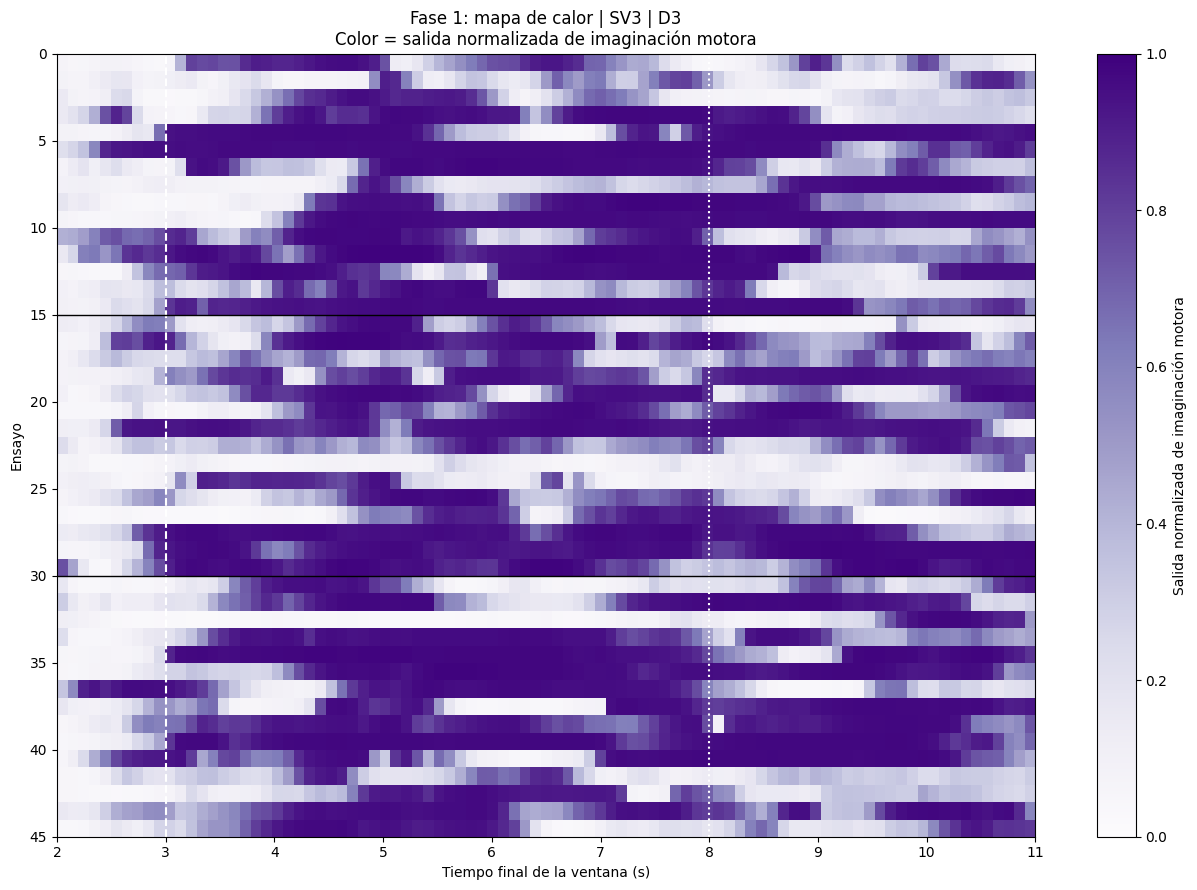 Fase 1: mapa de calor | SV3 | D3
Color = salida normalizada de imaginación motora
0
5
10
15
20
25
30
35
40
45
Ensayo
2 3 4 5 6 7 8 9 10 11
Tiempo final de la ventana (s)
1.0
0.8
0.6
0.4
0.2
0.0
Salida normalizada de imaginación motora